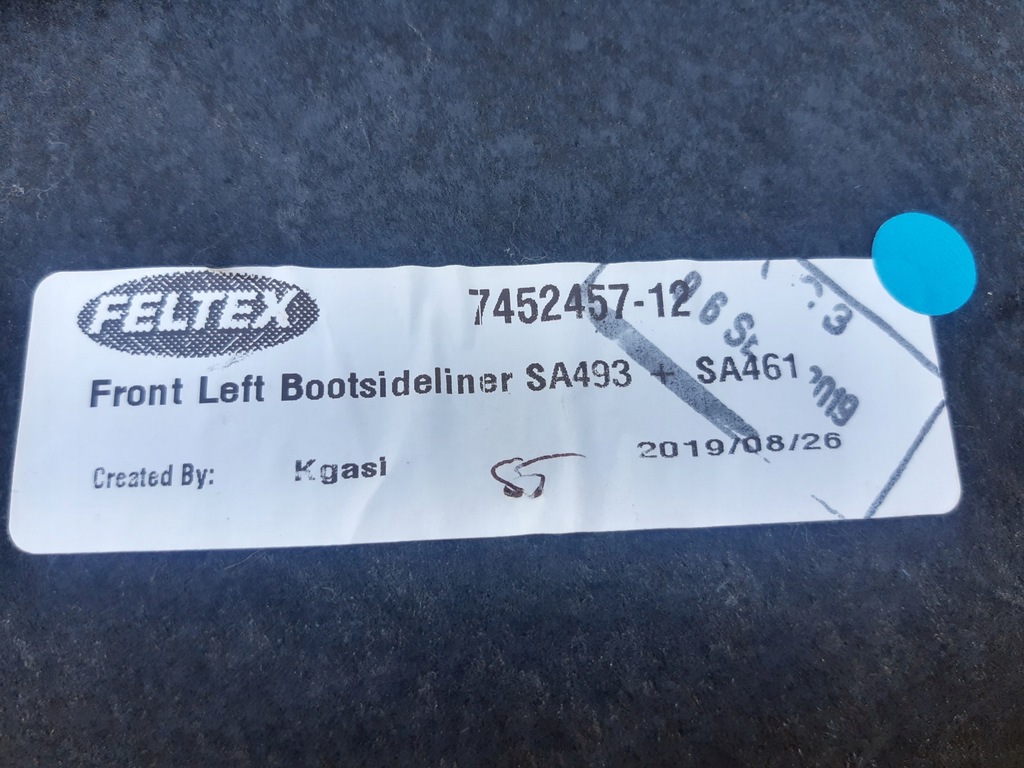 FELTEX
7452457-12
Front Left Bootsideliner SA493 + SA461
Created By: Kgasi
2019/08/26